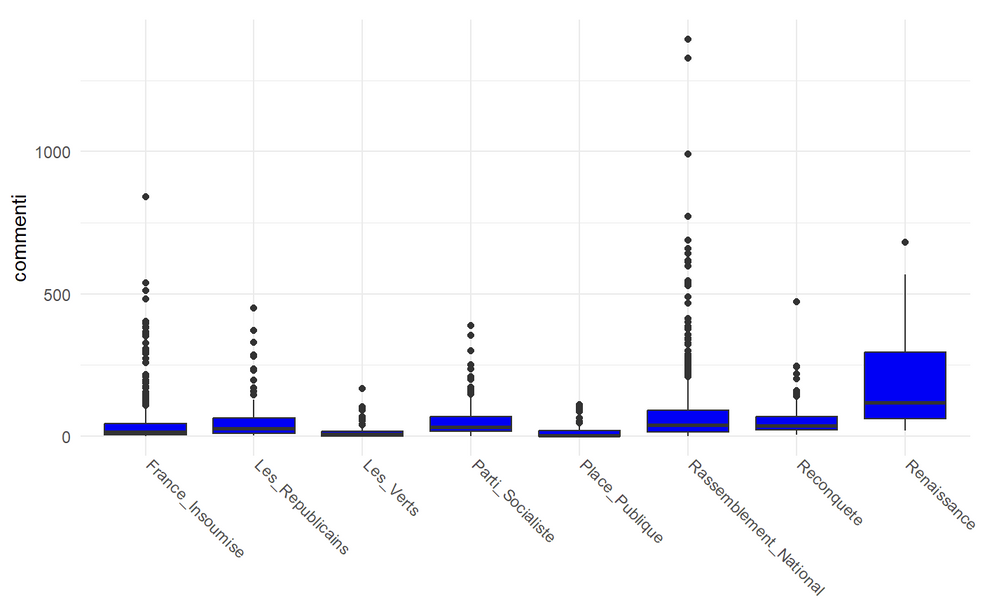 commenti
1000
500
0
France_Insoumise
Les_Republicains
Les_Verts
Parti_Socialiste
Place_Publique
Rassemblement_National
Reconquete
Renaissance